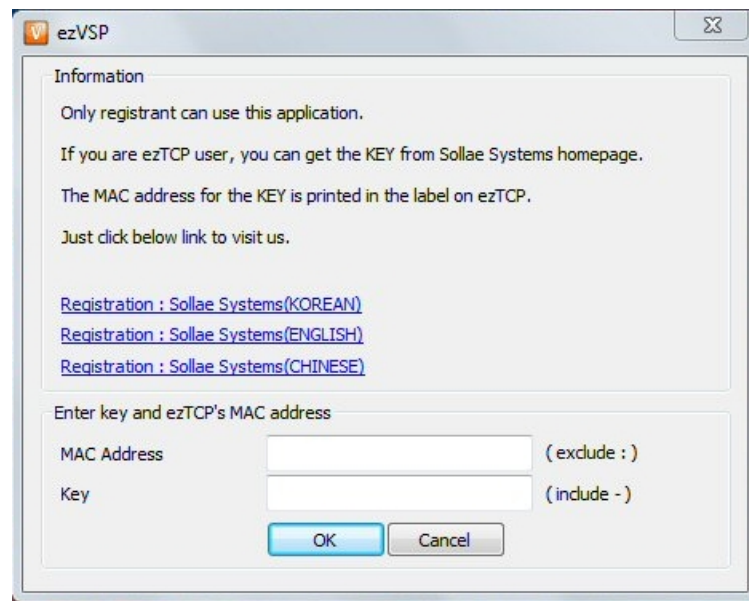 ezVSP
Information
Only registrant can use this application.
If you are ezTCP user, you can get the KEY from Sollae Systems homepage.
The MAC address for the KEY is printed in the label on ezTCP.
Just click below link to visit us.
Registration : Sollae Systems(KOREAN)
Registration : Sollae Systems(ENGLISH)
Registration : Sollae Systems(CHINESE)
Enter key and ezTCP's MAC address
MAC Address ( exclude : )
Key ( include - )
OK Cancel